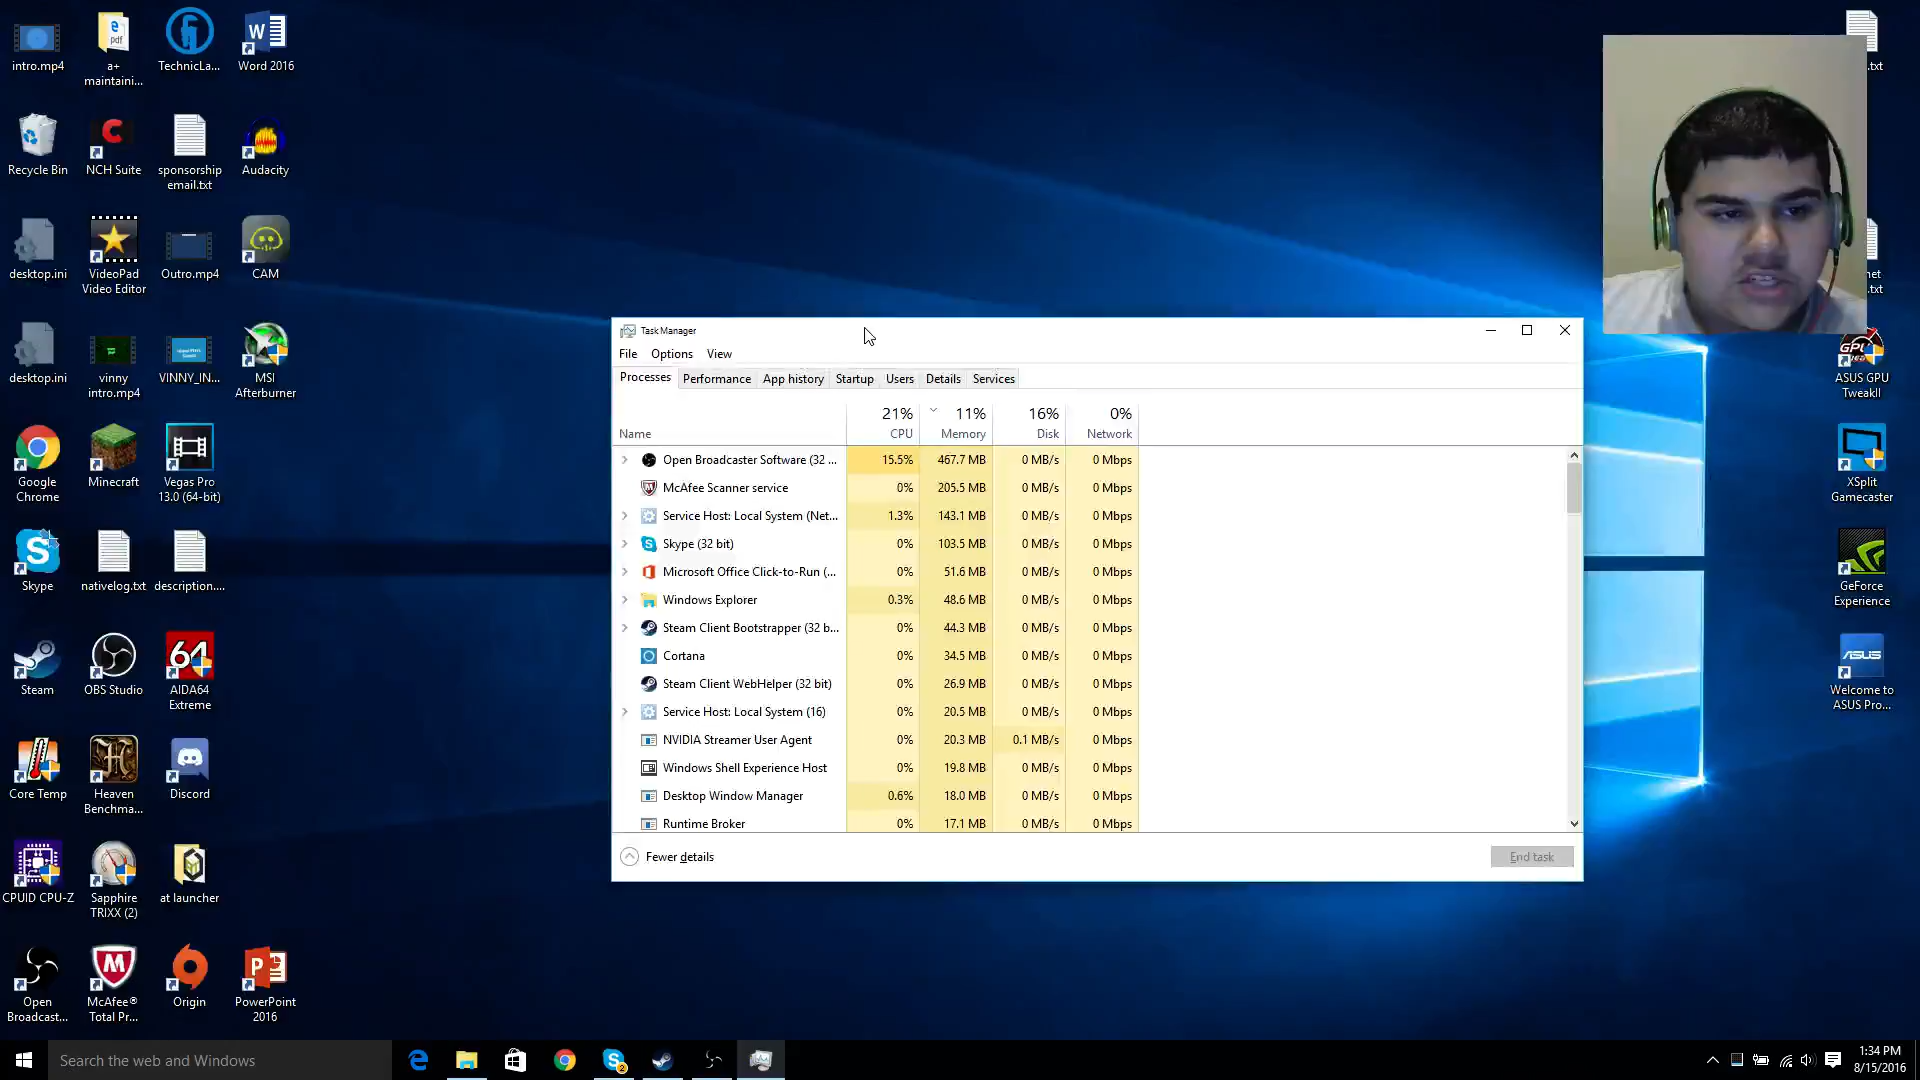 intro.mp4
a+
maintaini...
TechnicLa...
Word 2016
Recycle Bin
NCH Suite
sponsorship
email.txt
Audacity
desktop.ini
VideoPad
Video Editor
Outro.mp4
CAM
desktop.ini
vinny
intro.mp4
VINNY_IN...
MSI
Afterburner
Google
Chrome
Minecraft
Vegas Pro
13.0 (64-bit)
Skype
nativelog.txt
description....
Steam
OBS Studio
64
AIDA64
Extreme
Core Temp
Heaven
Benchma...
Discord
CPUID CPU-Z
Sapphire
TRIXX (2)
at launcher
Open
Broadcast...
McAfee®
Total Pr...
Origin
PowerPoint
2016
Task Manager
File Options View
Processes Performance App history Startup Users Details Services
21% 11% 16% 0%
Name CPU Memory Disk Network
Open Broadcaster Software (32 ... 15.5% 467.7 MB 0 MB/s 0 Mbps
McAfee Scanner service 0% 205.5 MB 0 MB/s 0 Mbps
Service Host: Local System (Net... 1.3% 143.1 MB 0 MB/s 0 Mbps
Skype (32 bit) 0% 103.5 MB 0 MB/s 0 Mbps
Microsoft Office Click-to-Run (... 0% 51.6 MB 0 MB/s 0 Mbps
Windows Explorer 0.3% 48.6 MB 0 MB/s 0 Mbps
Steam Client Bootstrapper (32 b... 0% 44.3 MB 0 MB/s 0 Mbps
Cortana 0% 34.5 MB 0 MB/s 0 Mbps
Steam Client WebHelper (32 bit) 0% 26.9 MB 0 MB/s 0 Mbps
Service Host: Local System (16) 0% 20.5 MB 0 MB/s 0 Mbps
NVIDIA Streamer User Agent 0% 20.3 MB 0.1 MB/s 0 Mbps
Windows Shell Experience Host 0% 19.8 MB 0 MB/s 0 Mbps
Desktop Window Manager 0.6% 18.0 MB 0 MB/s 0 Mbps
Runtime Broker 0% 17.1 MB 0 MB/s 0 Mbps
Fewer details
End task
.txt
.txt
ASUS GPU
TweakII
XSplit
Gamecaster
GeForce
Experience
ASUS
Welcome to
ASUS Pro...
Search the web and Windows
1:34 PM
8/15/2016